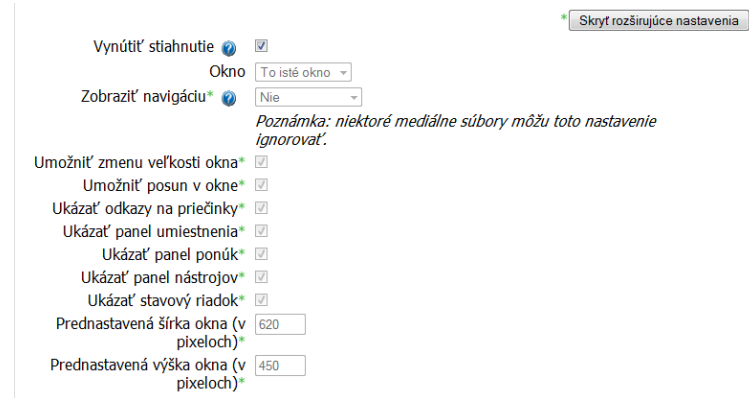 * Skryť rozširujúce nastavenia
Vynútiť stiahnutie
Okno To isté okno
Zobraziť navigáciu* Nie
Poznámka: niektoré mediálne súbory môžu toto nastavenie
ignorovať.
Umožniť zmenu veľkosti okna*
Umožniť posun v okne*
Ukázať odkazy na priečinky*
Ukázať panel umiestnenia*
Ukázať panel ponúk*
Ukázať panel nástrojov*
Ukázať stavový riadok*
Prednastavená šírka okna (v 620
pixeloch)*
Prednastavená výška okna (v 450
pixeloch)*